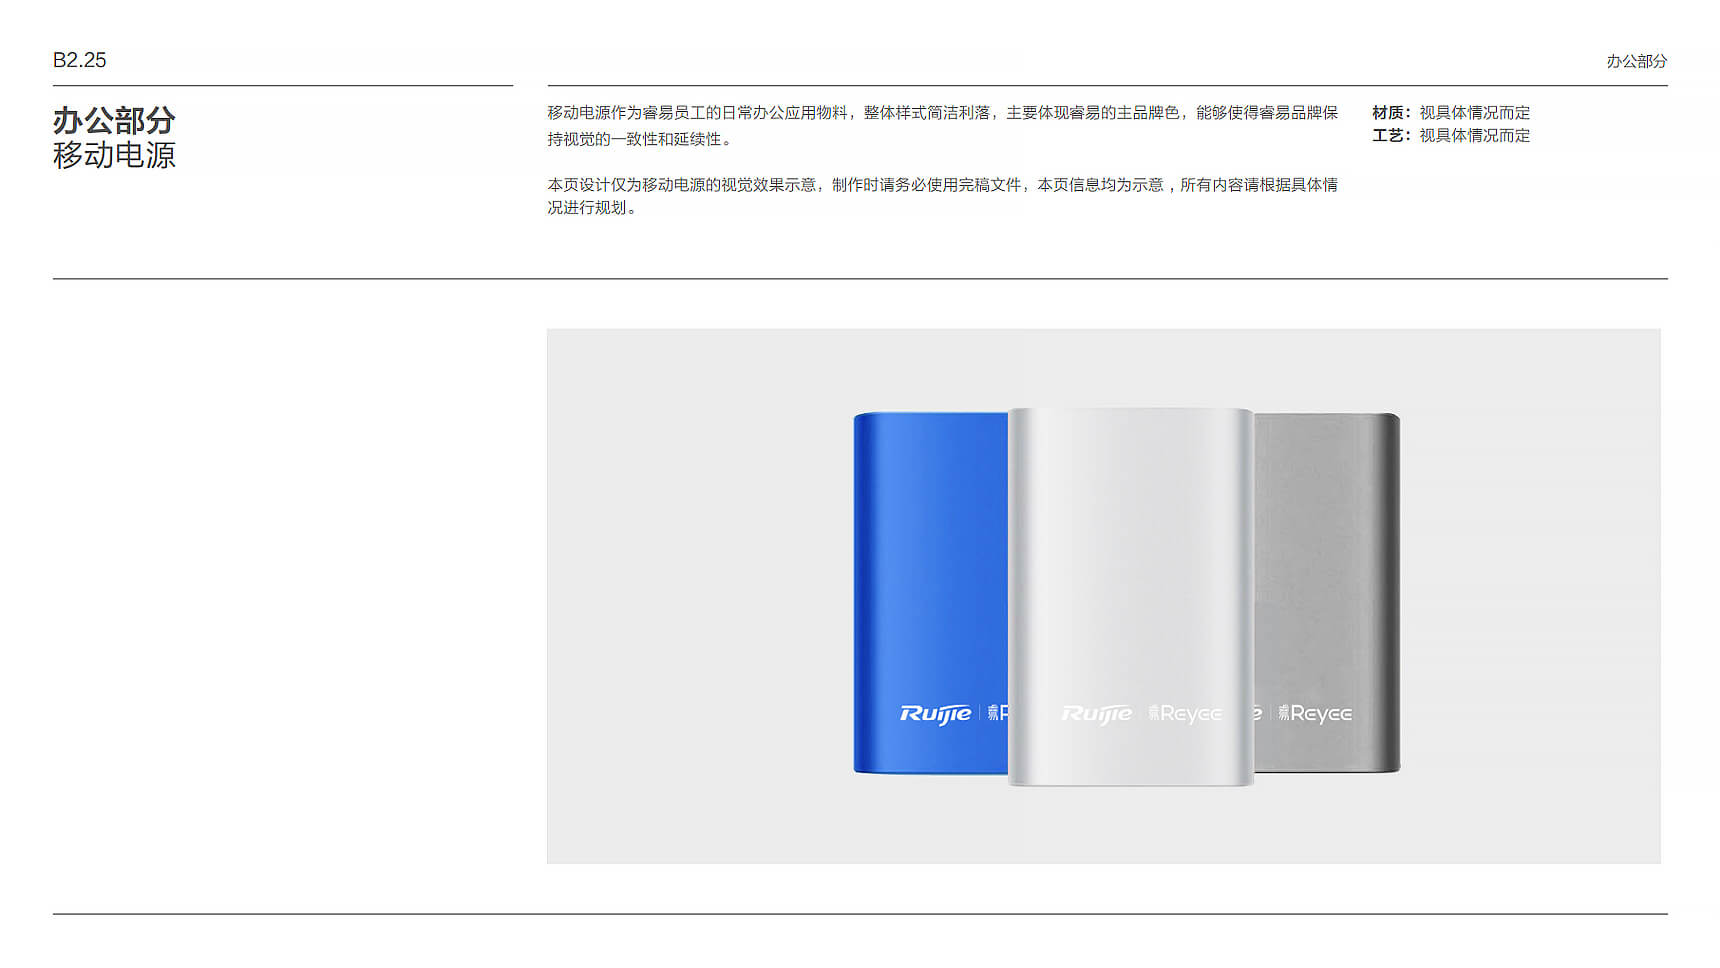 B2.25
办公部分
办公部分
移动电源
移动电源作为睿易员工的日常办公应用物料，整体样式简洁利落，主要体现睿易的主品牌色，能够使得睿易品牌保
持视觉的一致性和延续性。
本页设计仅为移动电源的视觉效果示意，制作时请务必使用完稿文件，本页信息均为示意，所有内容请根据具体情
况进行规划。
材质：视具体情况而定
工艺：视具体情况而定
Ruijie | 睿易R
Ruijie | 睿易Reyee
e | 睿易Reyee